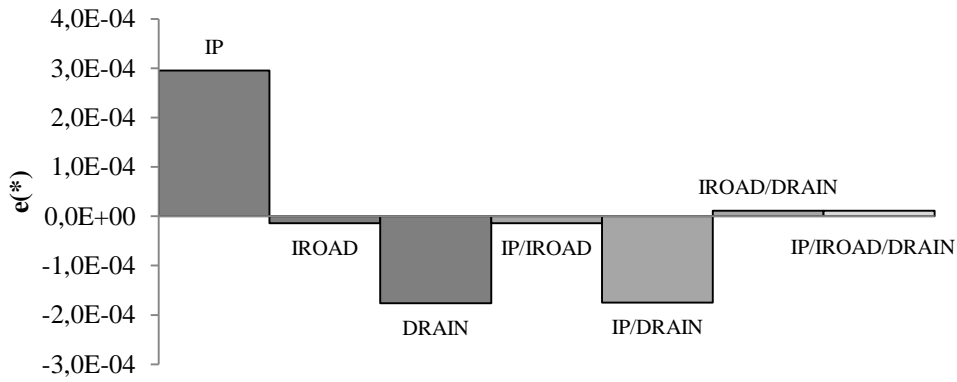 4,0E-04
IP
3,0E-04
2,0E-04
1,0E-04
IROAD/DRAIN
e(*)
0,0E+00
IROAD
IP/IROAD
IP/IROAD/DRAIN
-1,0E-04
DRAIN
IP/DRAIN
-2,0E-04
-3,0E-04